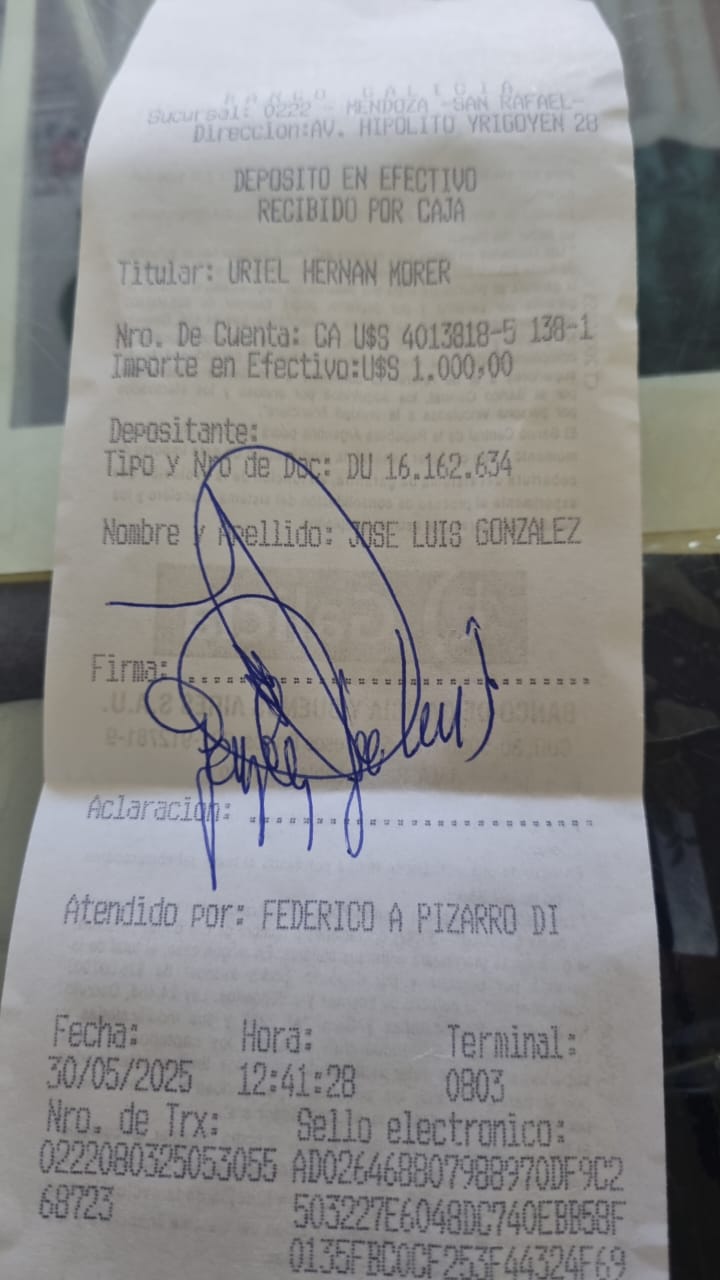 BANCO GALICIA
Sucursal: 0222 - MENDOZA -SAN RAFAEL-
Direccion:AV. HIPOLITO YRIGOYEN 28
DEPOSITO EN EFECTIVO
RECIBIDO POR CAJA
Titular: URIEL HERNAN MORER
Nro. De Cuenta: CA U$S 4013818-5 138-1
Importe en Efectivo:U$S 1.000,00
Depositante:
Tipo y Nro de Doc: DU 16.162.634
Nombre y Apellido: JOSE LUIS GONZALEZ
Firma:
Aclaracion:
Atendido por: FEDERICO A PIZARRO DI
Fecha: Hora: Terminal:
30/05/2025 12:41:28 0803
Nro. de Trx: Sello electronico:
0222080325053055 AD026468807988970DF9C2
68723 503227E6048DC740EBB58F
0135FBC0CF253F44324F69